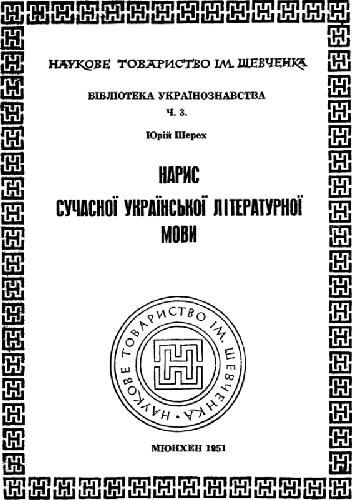 НАУКОВЕ ТОВАРИСТВО ІМ. ШЕВЧЕНКА
БІБЛІОТЕКА УКРАЇНОЗНАВСТВА
Ч. 3.
Юрій Шерех
НАРИС
СУЧАСНОЇ УКРАЇНСЬКОЇ ЛІТЕРАТУРНОЇ
МОВИ
НАУКОВЕ ТОВАРИСТВО ІМ. ШЕВЧЕНКА
МЮНХЕН 1951